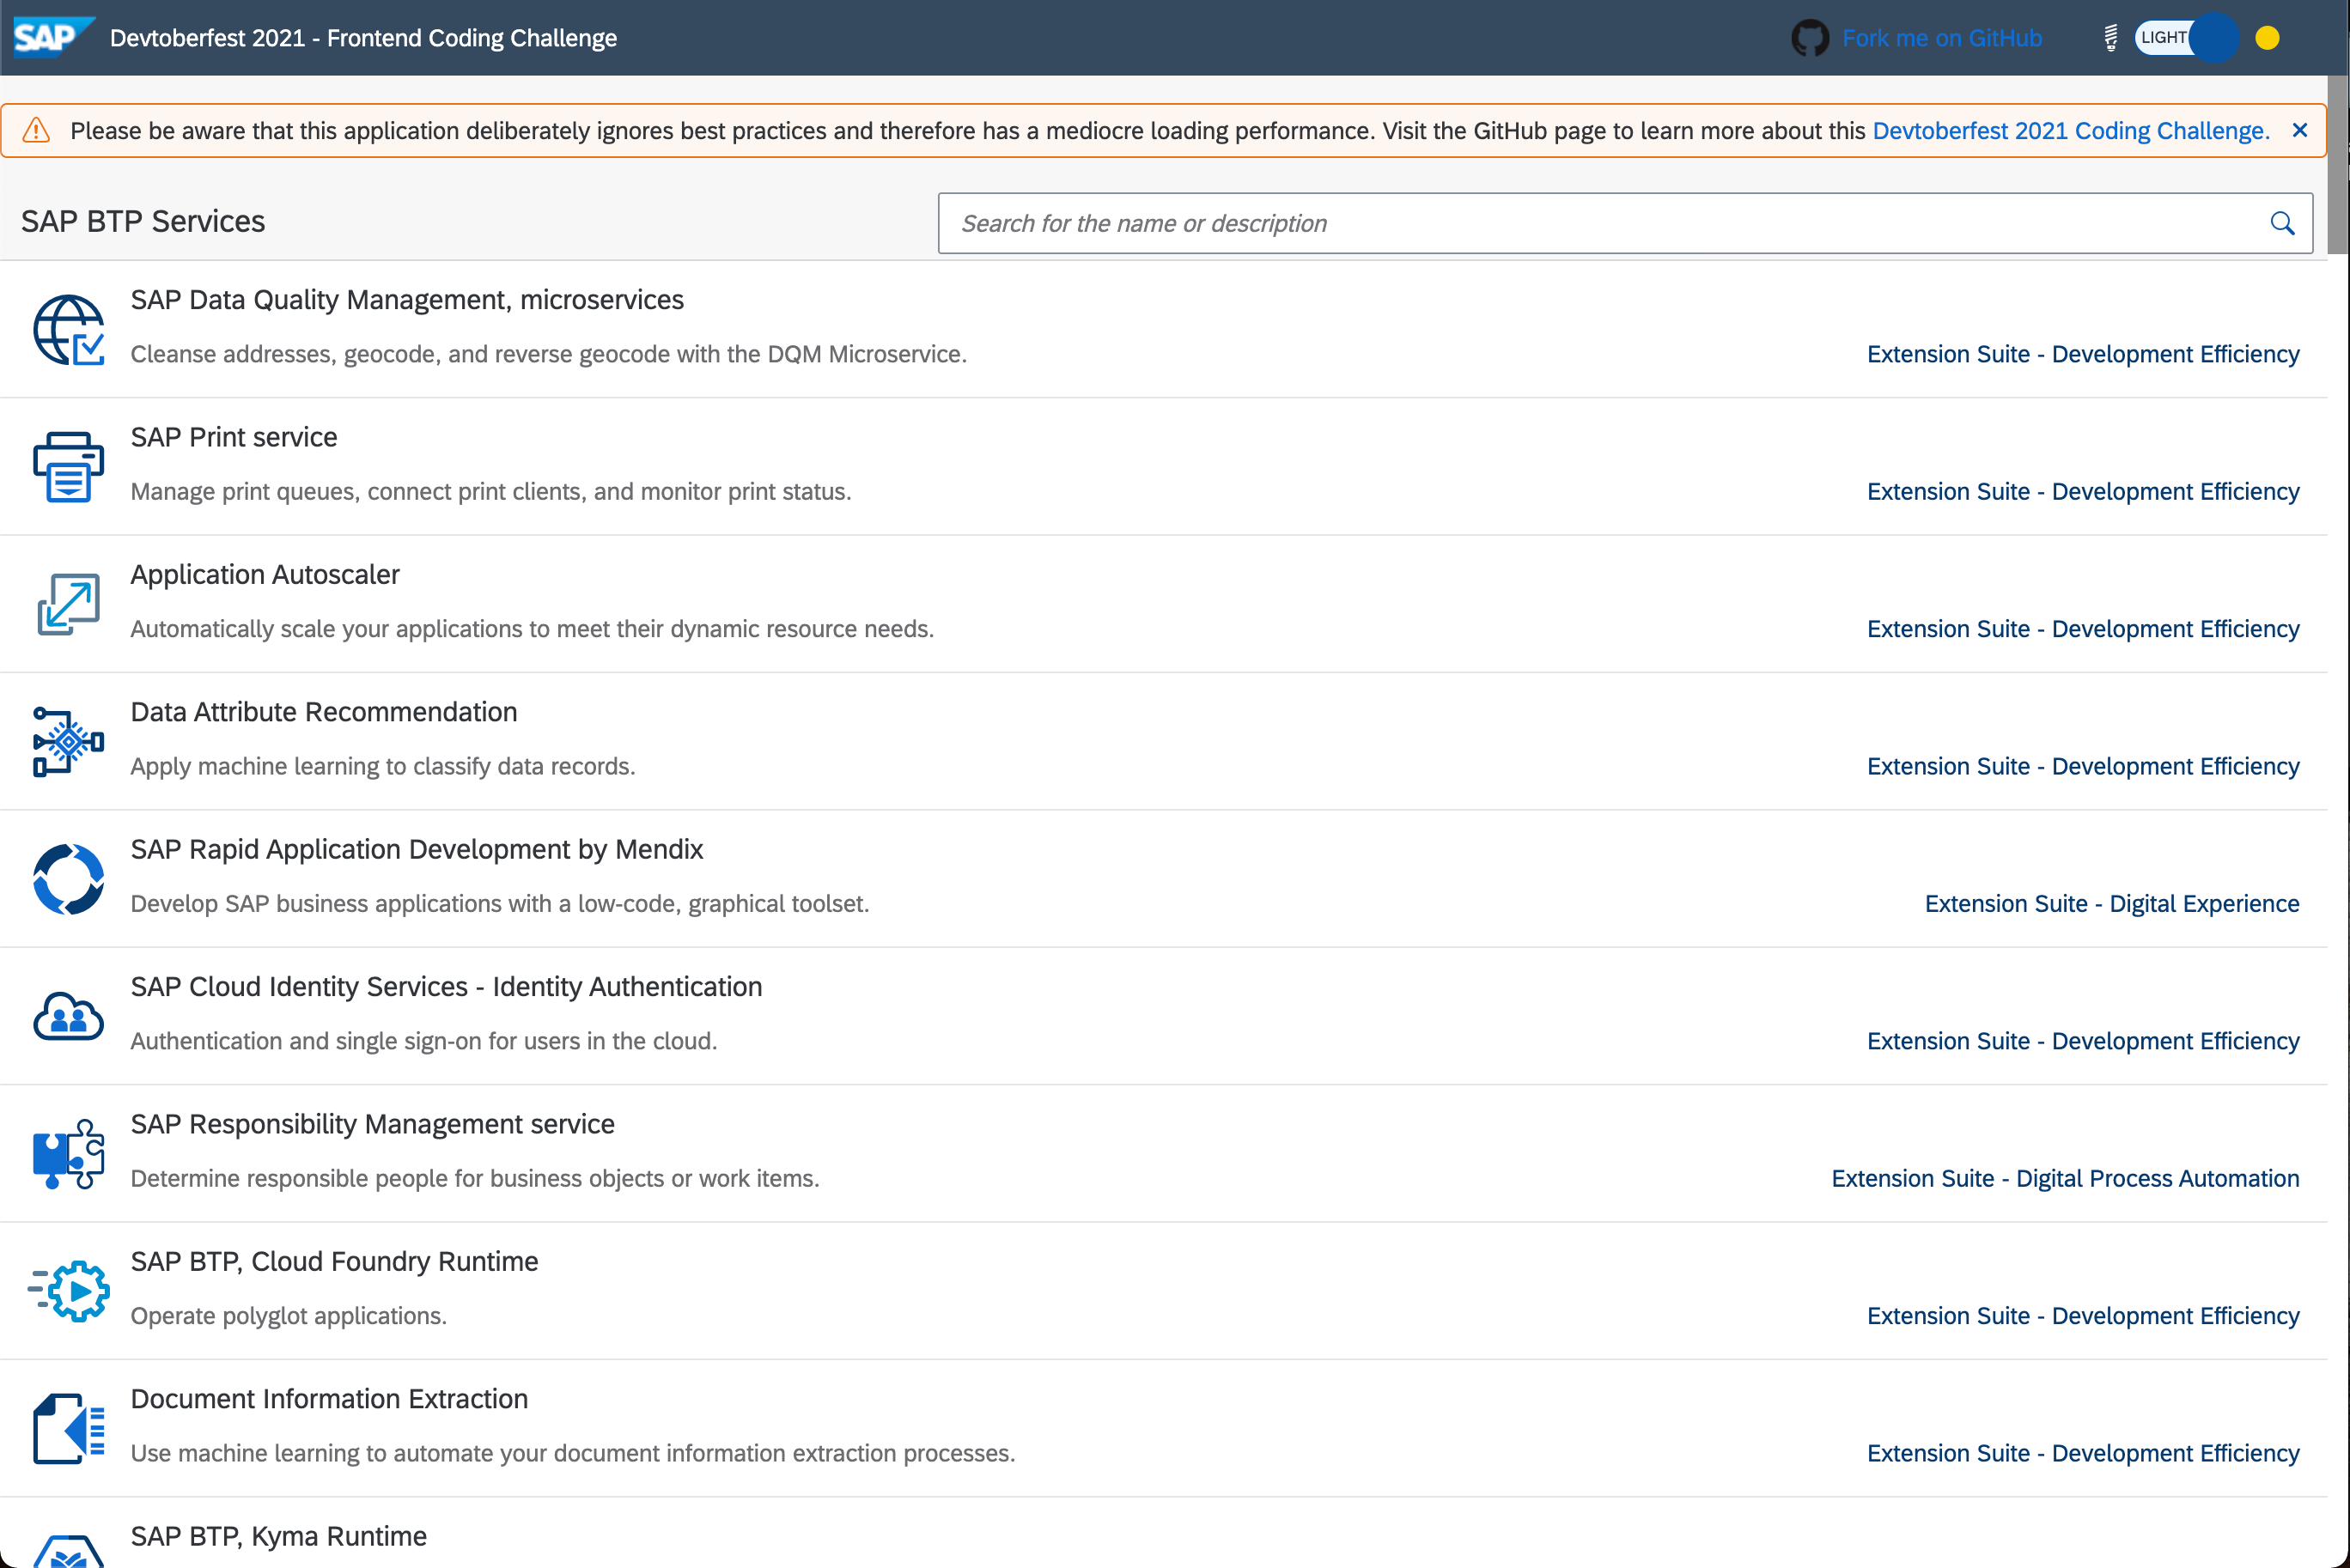 SAP Devtoberfest 2021 - Frontend Coding Challenge Fork me on GitHub LIGHT
Please be aware that this application deliberately ignores best practices and therefore has a mediocre loading performance. Visit the GitHub page to learn more about this Devtoberfest 2021 Coding Challenge.
SAP BTP Services Search for the name or description
SAP Data Quality Management, microservices
Cleanse addresses, geocode, and reverse geocode with the DQM Microservice. Extension Suite - Development Efficiency
SAP Print service
Manage print queues, connect print clients, and monitor print status. Extension Suite - Development Efficiency
Application Autoscaler
Automatically scale your applications to meet their dynamic resource needs. Extension Suite - Development Efficiency
Data Attribute Recommendation
Apply machine learning to classify data records. Extension Suite - Development Efficiency
SAP Rapid Application Development by Mendix
Develop SAP business applications with a low-code, graphical toolset. Extension Suite - Digital Experience
SAP Cloud Identity Services - Identity Authentication
Authentication and single sign-on for users in the cloud. Extension Suite - Development Efficiency
SAP Responsibility Management service
Determine responsible people for business objects or work items. Extension Suite - Digital Process Automation
SAP BTP, Cloud Foundry Runtime
Operate polyglot applications. Extension Suite - Development Efficiency
Document Information Extraction
Use machine learning to automate your document information extraction processes. Extension Suite - Development Efficiency
SAP BTP, Kyma Runtime